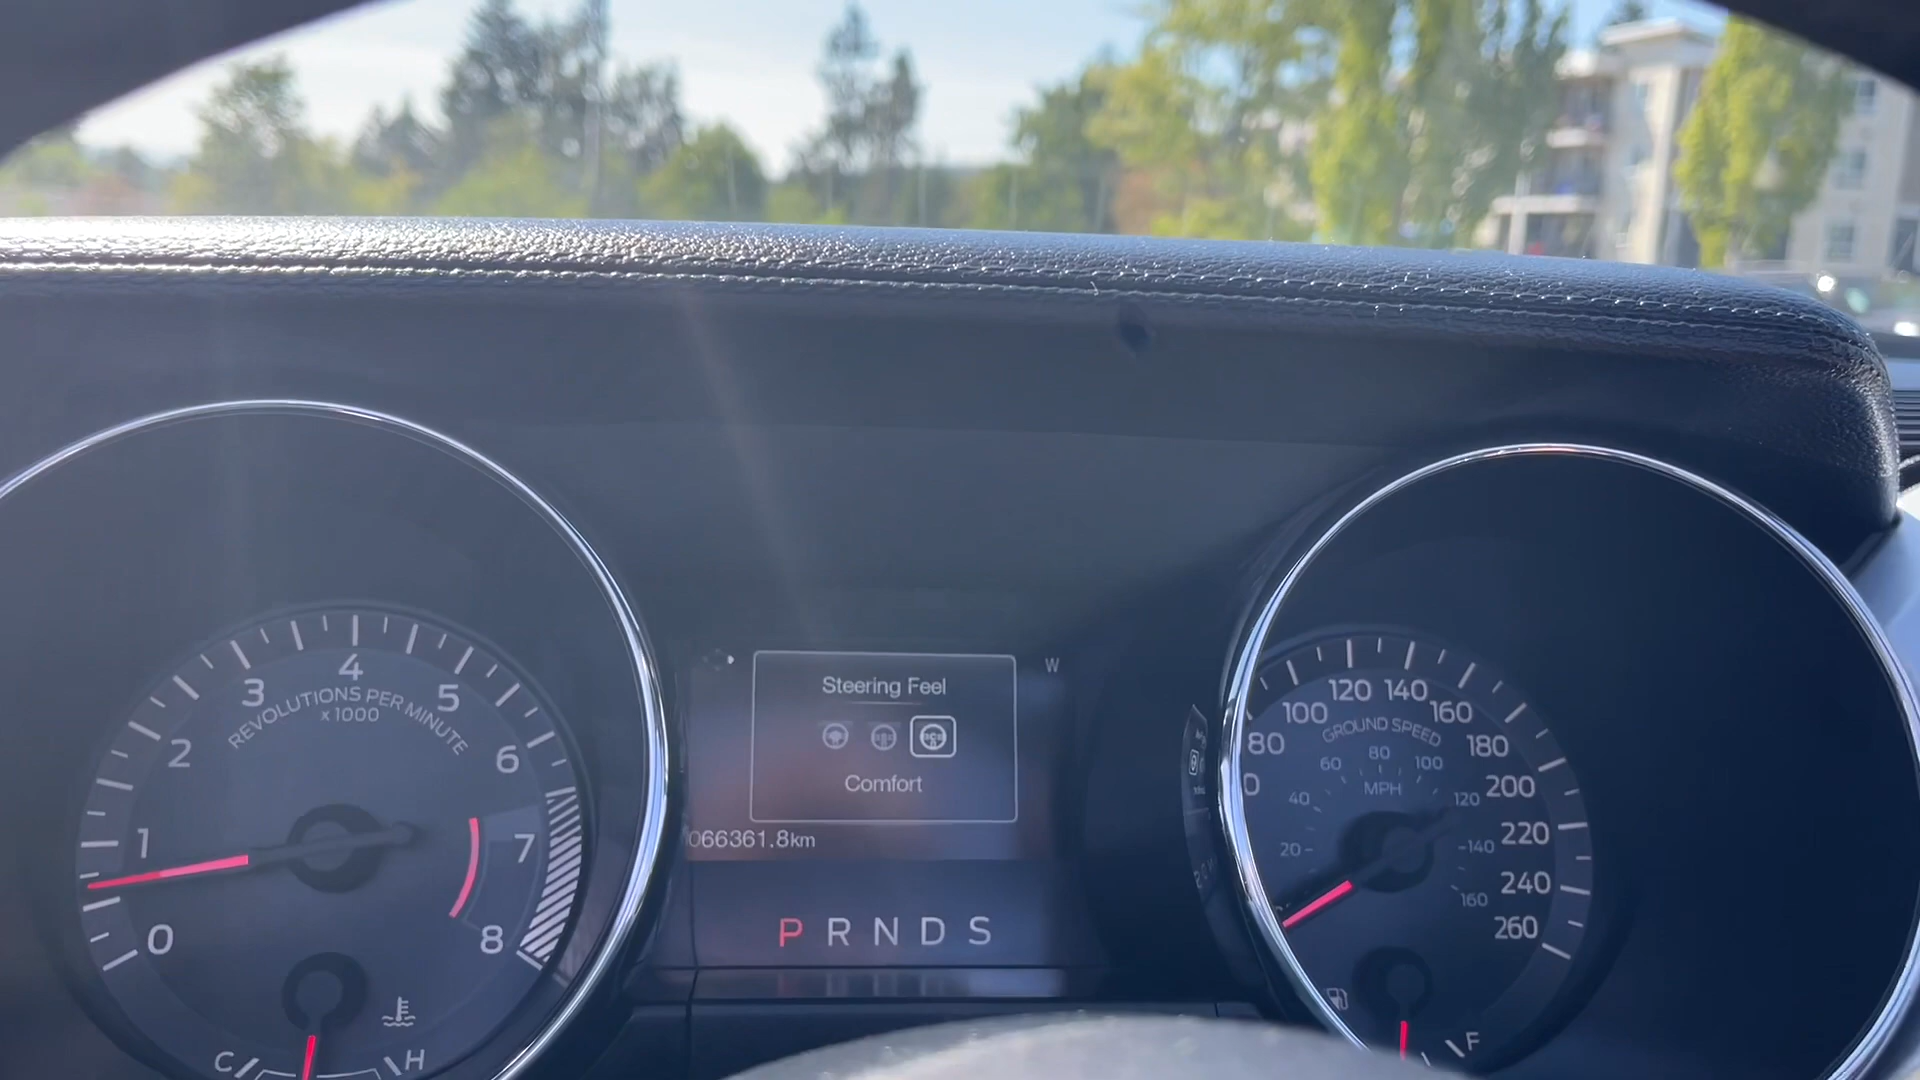 0
1
2
3
4
5
6
7
8
REVOLUTIONS PER MINUTE
x1000
C
H
Steering Feel
Comfort
W
066361.8km
P R N D S
80
100
120
140
160
180
200
220
240
260
GROUND SPEED
20
40
60
80
100
120
140
160
MPH
F